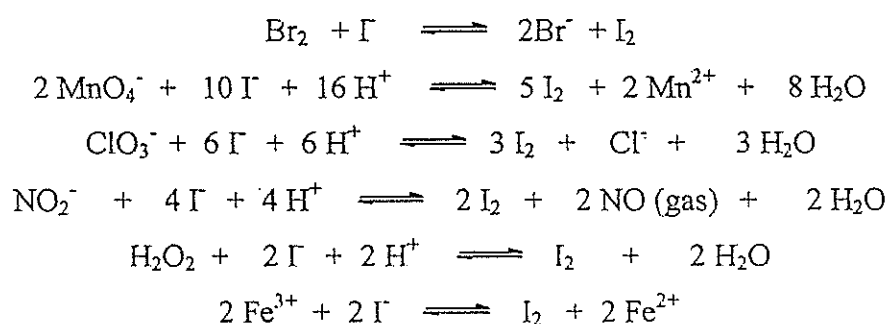 Br₂ + I⁻ ⇌ 2Br⁻ + I₂
2 MnO₄⁻ + 10 I⁻ + 16 H⁺ ⇌ 5 I₂ + 2 Mn²⁺ + 8 H₂O
ClO₃⁻ + 6 I⁻ + 6 H⁺ ⇌ 3 I₂ + Cl⁻ + 3 H₂O
NO₂⁻ + 4 I⁻ + 4 H⁺ ⇌ 2 I₂ + 2 NO (gas) + 2 H₂O
H₂O₂ + 2 I⁻ + 2 H⁺ ⇌ I₂ + 2 H₂O
2 Fe³⁺ + 2 I⁻ ⇌ I₂ + 2 Fe²⁺